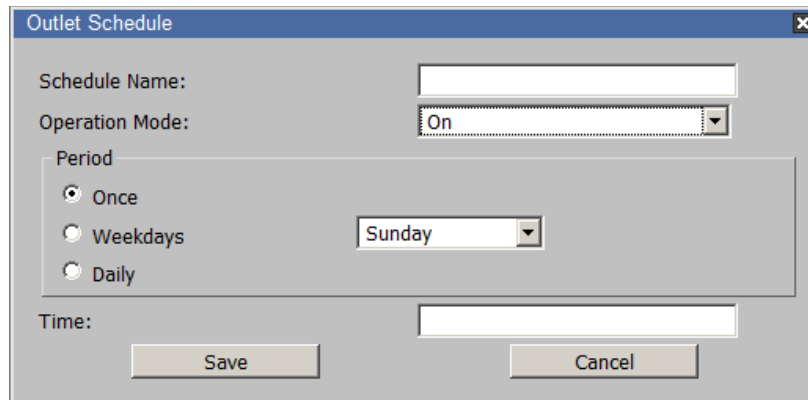 Outlet Schedule
Schedule Name:
Operation Mode: On
Period
Once
Weekdays Sunday
Daily
Time:
Save Cancel